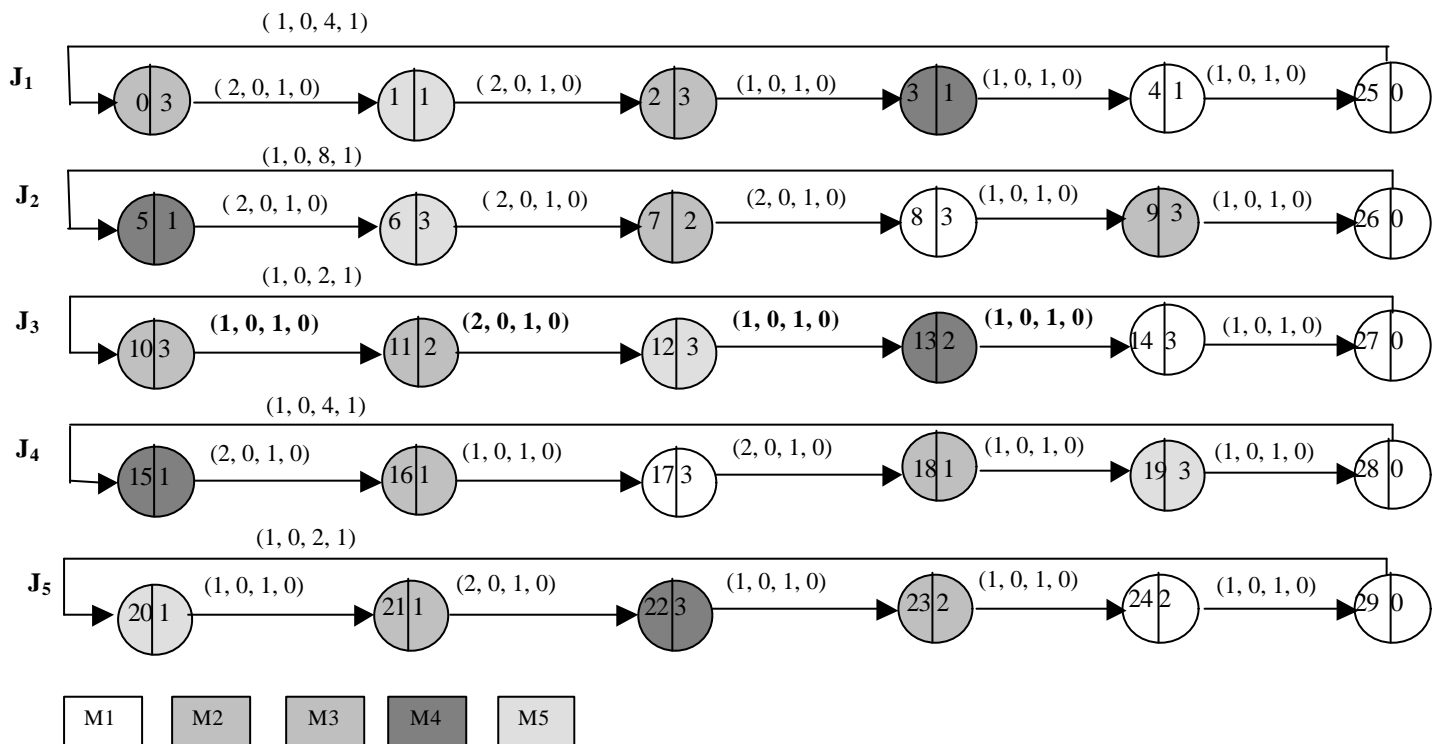 ( 1, 0, 4, 1)
J1
( 2, 0, 1, 0) ( 2, 0, 1, 0) (1, 0, 1, 0) (1, 0, 1, 0) (1, 0, 1, 0)
0 3 1 1 2 3 3 1 4 1 25 0
(1, 0, 8, 1)
J2
( 2, 0, 1, 0) ( 2, 0, 1, 0) (2, 0, 1, 0) (1, 0, 1, 0) (1, 0, 1, 0)
5 1 6 3 7 2 8 3 9 3 26 0
(1, 0, 2, 1)
J3
(1, 0, 1, 0) (2, 0, 1, 0) (1, 0, 1, 0) (1, 0, 1, 0) (1, 0, 1, 0)
10 3 11 2 12 3 13 2 14 3 27 0
(1, 0, 4, 1)
J4
(2, 0, 1, 0) (1, 0, 1, 0) (2, 0, 1, 0) (1, 0, 1, 0) (1, 0, 1, 0)
15 1 16 1 17 3 18 1 19 3 28 0
(1, 0, 2, 1)
J5
(1, 0, 1, 0) (2, 0, 1, 0) (1, 0, 1, 0) (1, 0, 1, 0) (1, 0, 1, 0)
20 1 21 1 22 3 23 2 24 2 29 0
M1 M2 M3 M4 M5